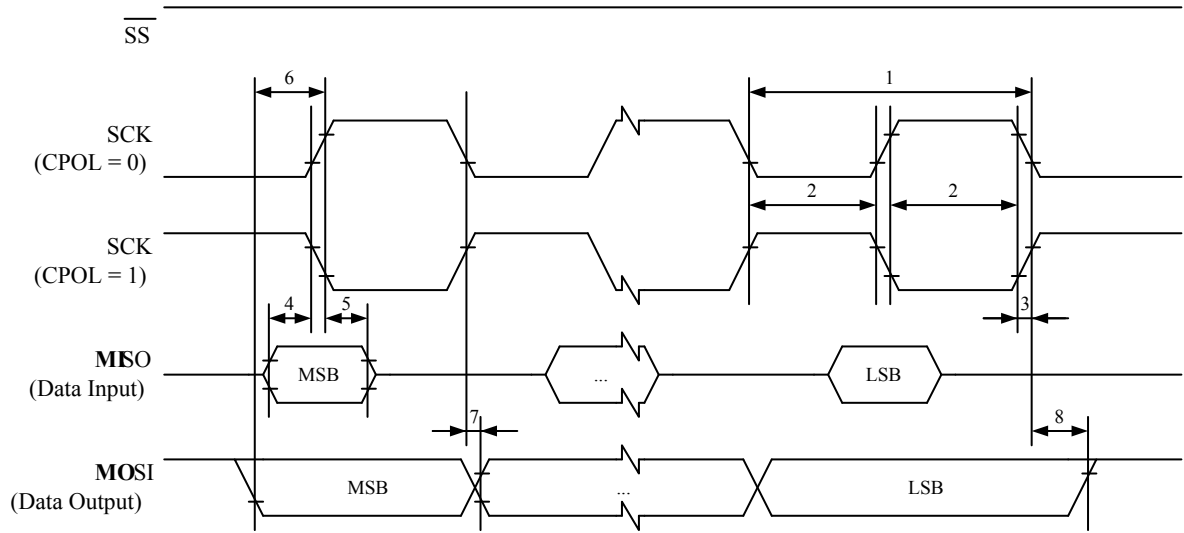 SS
6
1
SCK
(CPOL = 0)
2
2
SCK
(CPOL = 1)
4
5
3
MISO
(Data Input)
MSB
...
LSB
7
8
MOSI
(Data Output)
MSB
...
LSB